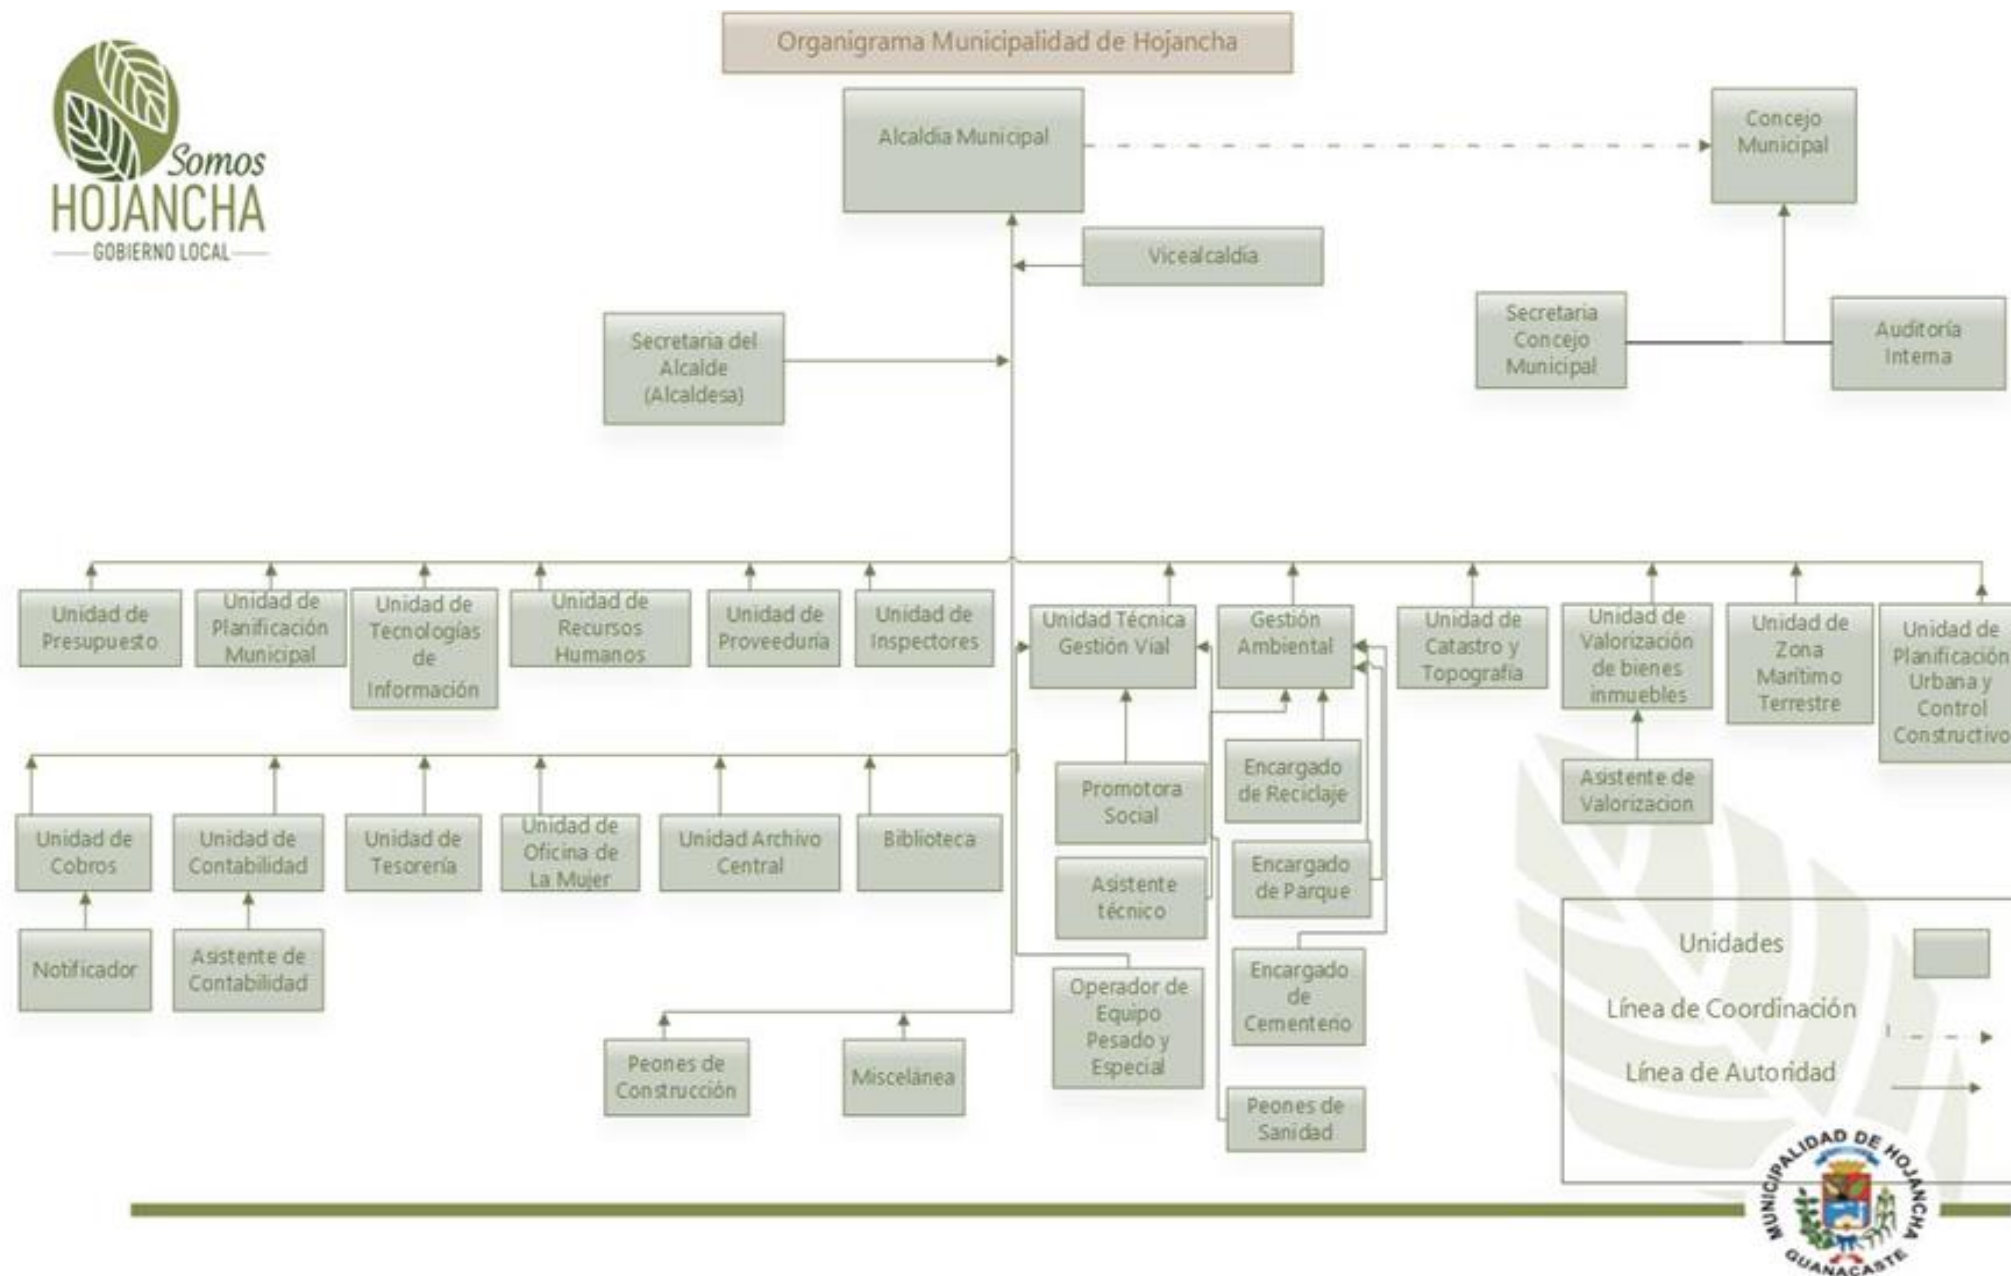 Organigrama Municipalidad de Hojancha
Somos
HOJANCHA
GOBIERNO LOCAL
Alcaldia Municipal
Concejo
Municipal
Vicealcaldia
Secretaria del
Alcalde
(Alcaldesa)
Secretaria
Concejo
Municipal
Auditoría
Interna
Unidad de
Presupuesto
Unidad de
Planificación
Municipal
Unidad de
Tecnologías
de
Información
Unidad de
Recursos
Humanos
Unidad de
Proveeduría
Unidad de
Inspectores
Unidad Técnica
Gestión Vial
Gestión
Ambiental
Unidad de
Catastro y
Topografía
Unidad de
Valorización
de bienes
inmuebles
Unidad de
Zona
Marítimo
Terrestre
Unidad de
Planificación
Urbana y
Control
Constructivo
Promotora
Social
Encargado
de Reciclaje
Asistente de
Valorizacion
Unidad de
Cobros
Unidad de
Contabilidad
Unidad de
Tesorería
Unidad de
Oficina de
La Mujer
Unidad Archivo
Central
Biblioteca
Asistente
técnico
Encargado
de Parque
Notificador
Asistente de
Contabilidad
Operador de
Equipo
Pesado y
Especial
Encargado
de
Cementerio
Peones de
Construcción
Miscelánea
Peones de
Sanidad
Unidades
Línea de Coordinación
Línea de Autoridad
MUNICIPALIDAD DE HOJANCHA
GUANACASTE